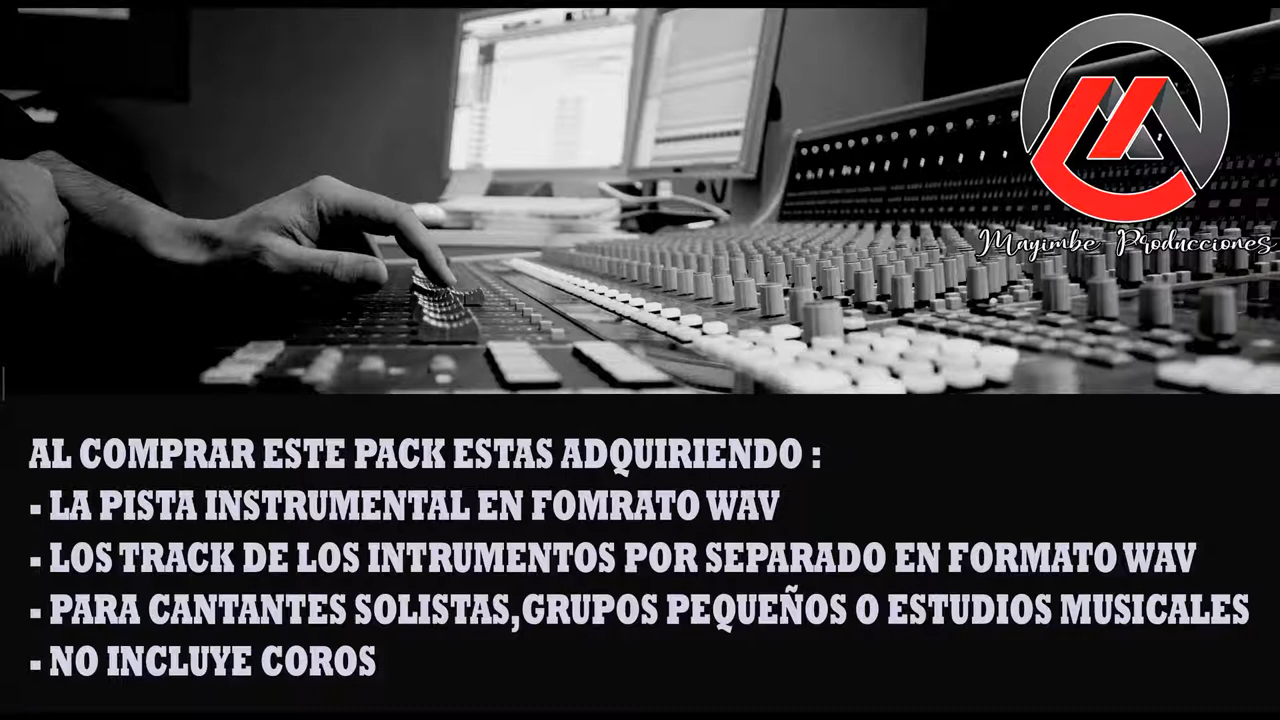 Mayimbe Producciones
AL COMPRAR ESTE PACK ESTAS ADQUIRIENDO :
- LA PISTA INSTRUMENTAL EN FOMRATO WAV
- LOS TRACK DE LOS INTRUMENTOS POR SEPARADO EN FORMATO WAV
- PARA CANTANTES SOLISTAS,GRUPOS PEQUEÑOS O ESTUDIOS MUSICALES
- NO INCLUYE COROS